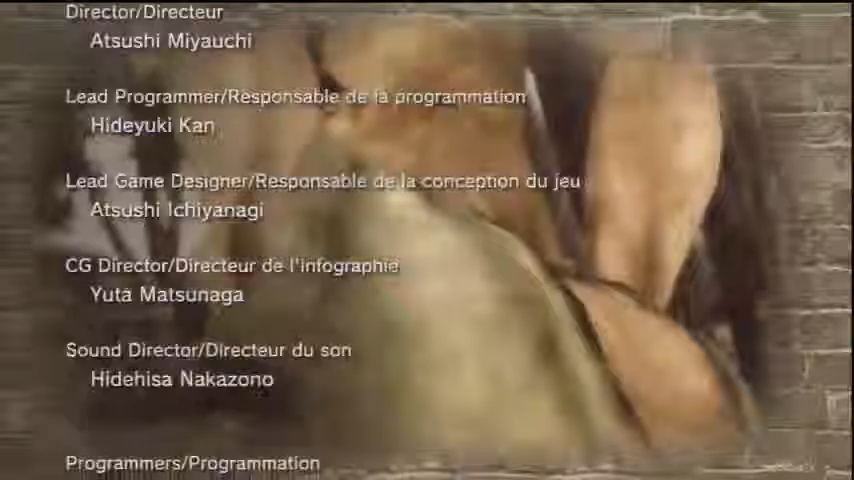 Director/Directeur
Atsushi Miyauchi
Lead Programmer/Responsable de la programmation
Hideyuki Kan
Lead Game Designer/Responsable de la conception du jeu
Atsushi Ichiyanagi
CG Director/Directeur de l'infographie
Yuta Matsunaga
Sound Director/Directeur du son
Hidehisa Nakazono
Programmers/Programmation